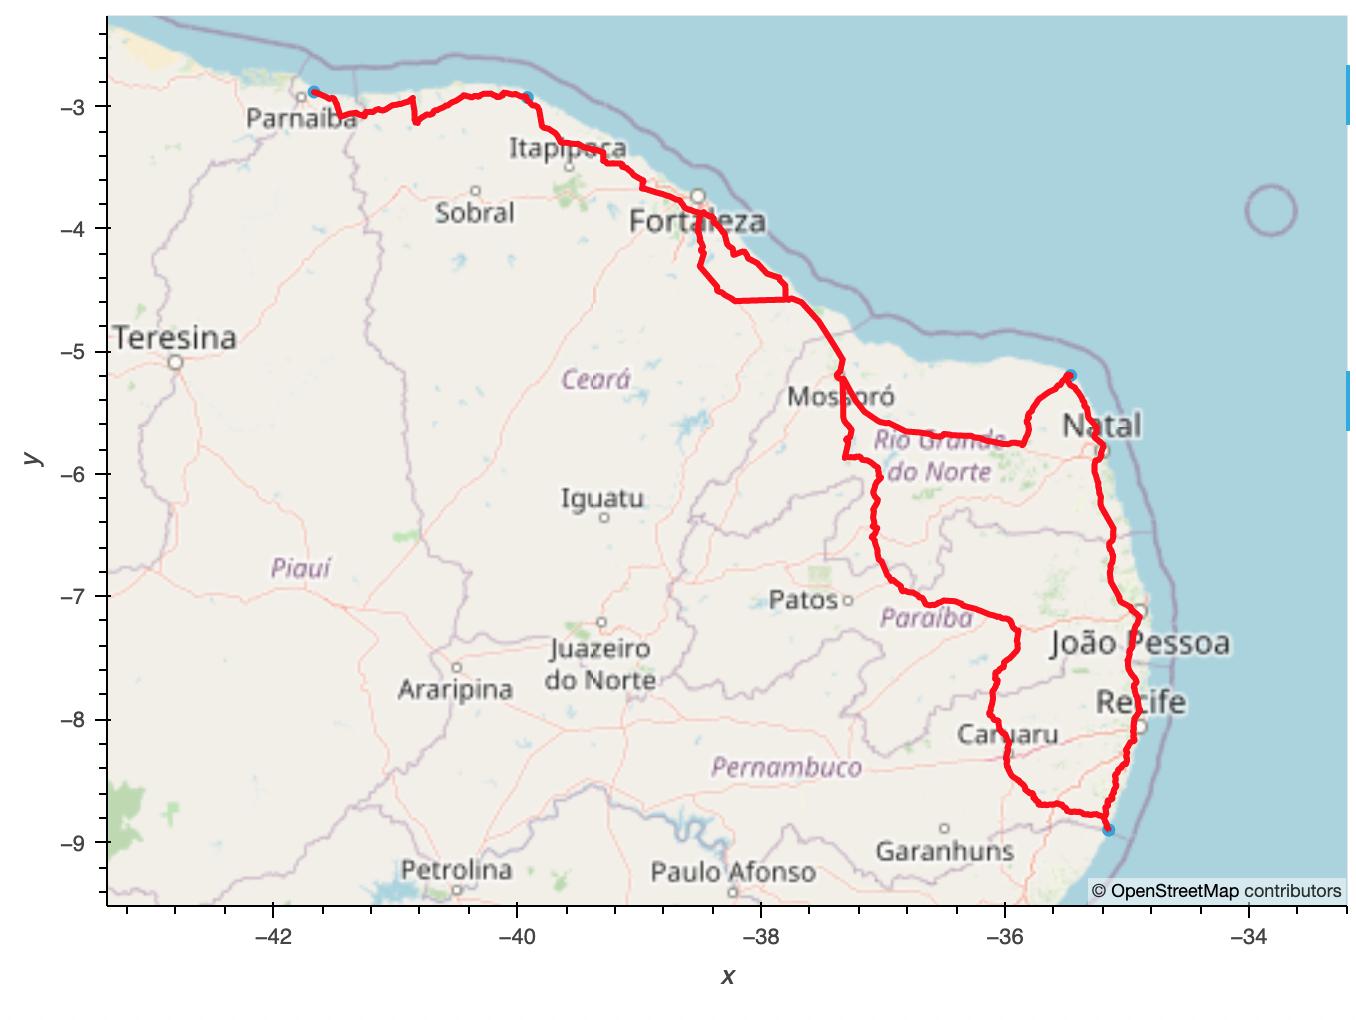 −3
Parnaíba
Itapipoca
Sobral
Fortaleza
−4
Teresina
−5
Ceará
Mossoró
Natal
Rio Grande
do Norte
y
−6
Iguatu
Piauí
−7
Patos
Paraíba
João Pessoa
Juazeiro
do Norte
Araripina
Recife
−8
Caruaru
Pernambuco
−9
Garanhuns
Petrolina
Paulo Afonso
© OpenStreetMap contributors
−42
−40
−38
−36
−34
x